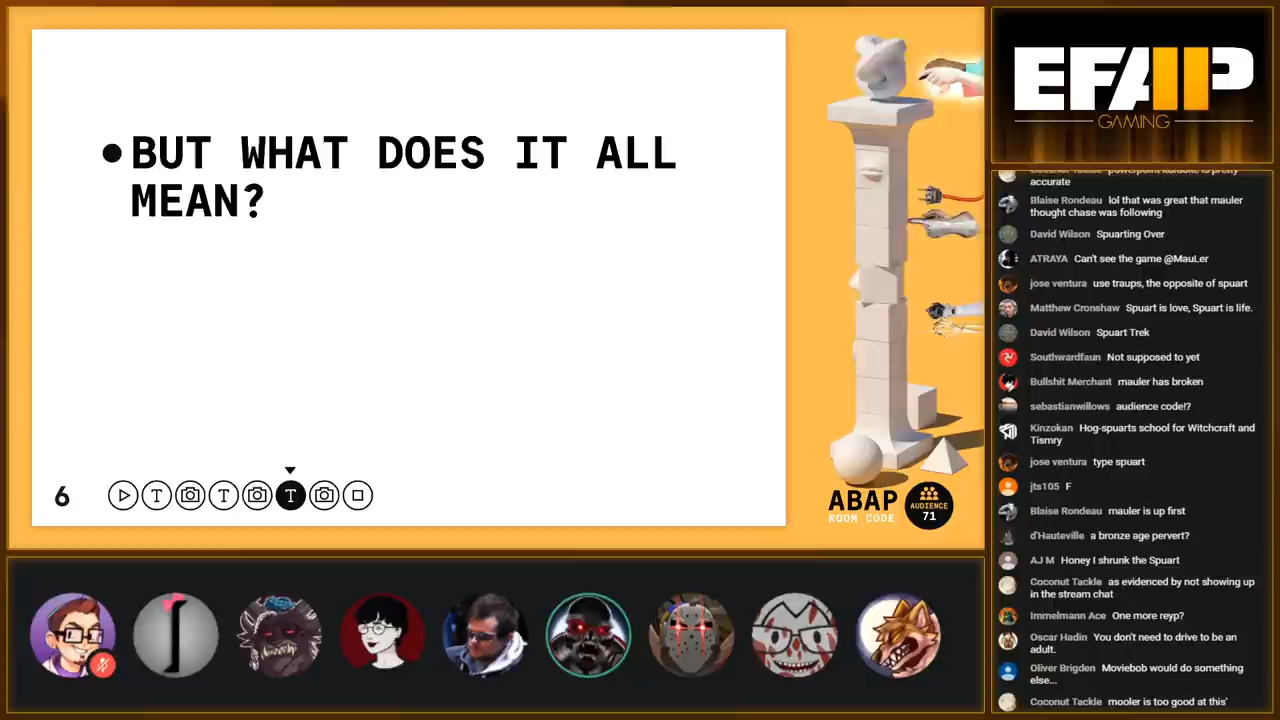 •BUT WHAT DOES IT ALL
MEAN?
6
T
T
T
ABAP
ROOM CODE
AUDIENCE
71
EFAP
GAMING
accurate
Blaise Rondeau lol that was great that mauler
thought chase was following
David Wilson Spuarting Over
ATRAYA Can't see the game @MauLer
jose ventura use traups, the opposite of spuart
Matthew Cronshaw Spuart is love, Spuart is life.
David Wilson Spuart Trek
Southwardfaun Not supposed to yet
Bullshit Merchant mauler has broken
sebastianwillows audience code!?
Kinzokan Hog-spuarts school for Witchcraft and
Tismry
jose ventura type spuart
jts105 F
Blaise Rondeau mauler is up first
d'Hauteville a bronze age pervert?
AJ M Honey I shrunk the Spuart
Coconut Tackle as evidenced by not showing up
in the stream chat
Immelmann Ace One more reyp?
Oscar Hadin You don't need to drive to be an
adult.
Oliver Brigden Moviebob would do something
else...
Coconut Tackle mooler is too good at this'